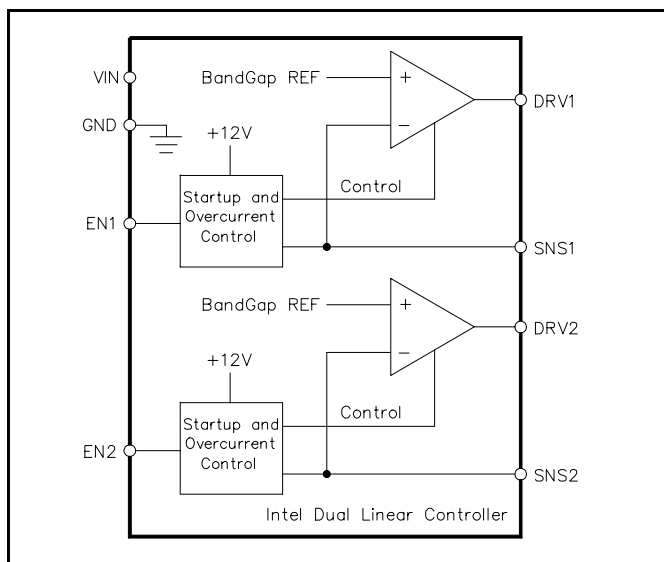 VIN
BandGap REF
+
DRV1
GND
+12V
−
Startup and
Overcurrent
Control
Control
EN1
SNS1
BandGap REF
+
DRV2
+12V
−
Startup and
Overcurrent
Control
Control
EN2
SNS2
Intel Dual Linear Controller